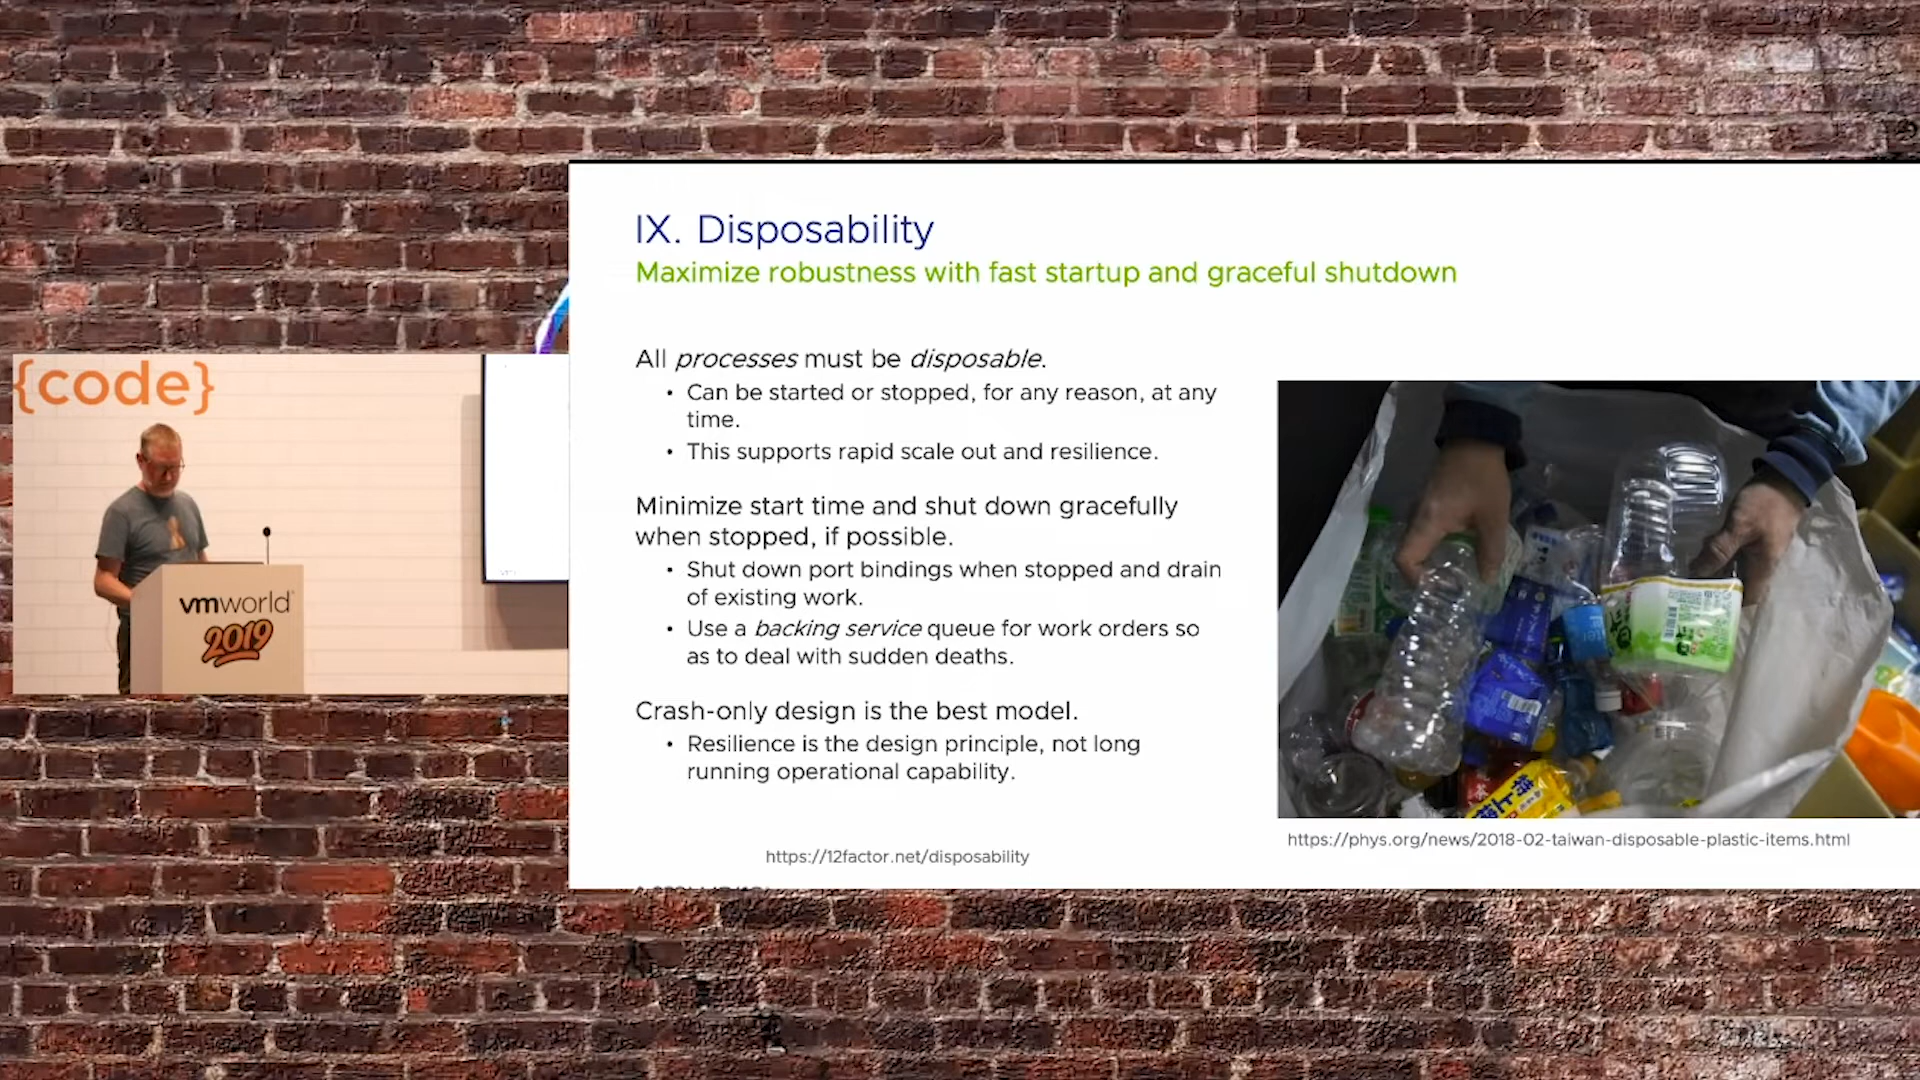 IX. Disposability
Maximize robustness with fast startup and graceful shutdown
All processes must be disposable.
• Can be started or stopped, for any reason, at any
time.
• This supports rapid scale out and resilience.
Minimize start time and shut down gracefully
when stopped, if possible.
• Shut down port bindings when stopped and drain
of existing work.
• Use a backing service queue for work orders so
as to deal with sudden deaths.
Crash-only design is the best model.
• Resilience is the design principle, not long
running operational capability.
https://12factor.net/disposability
https://phys.org/news/2018-02-taiwan-disposable-plastic-items.html
{code}
vmworld
2019